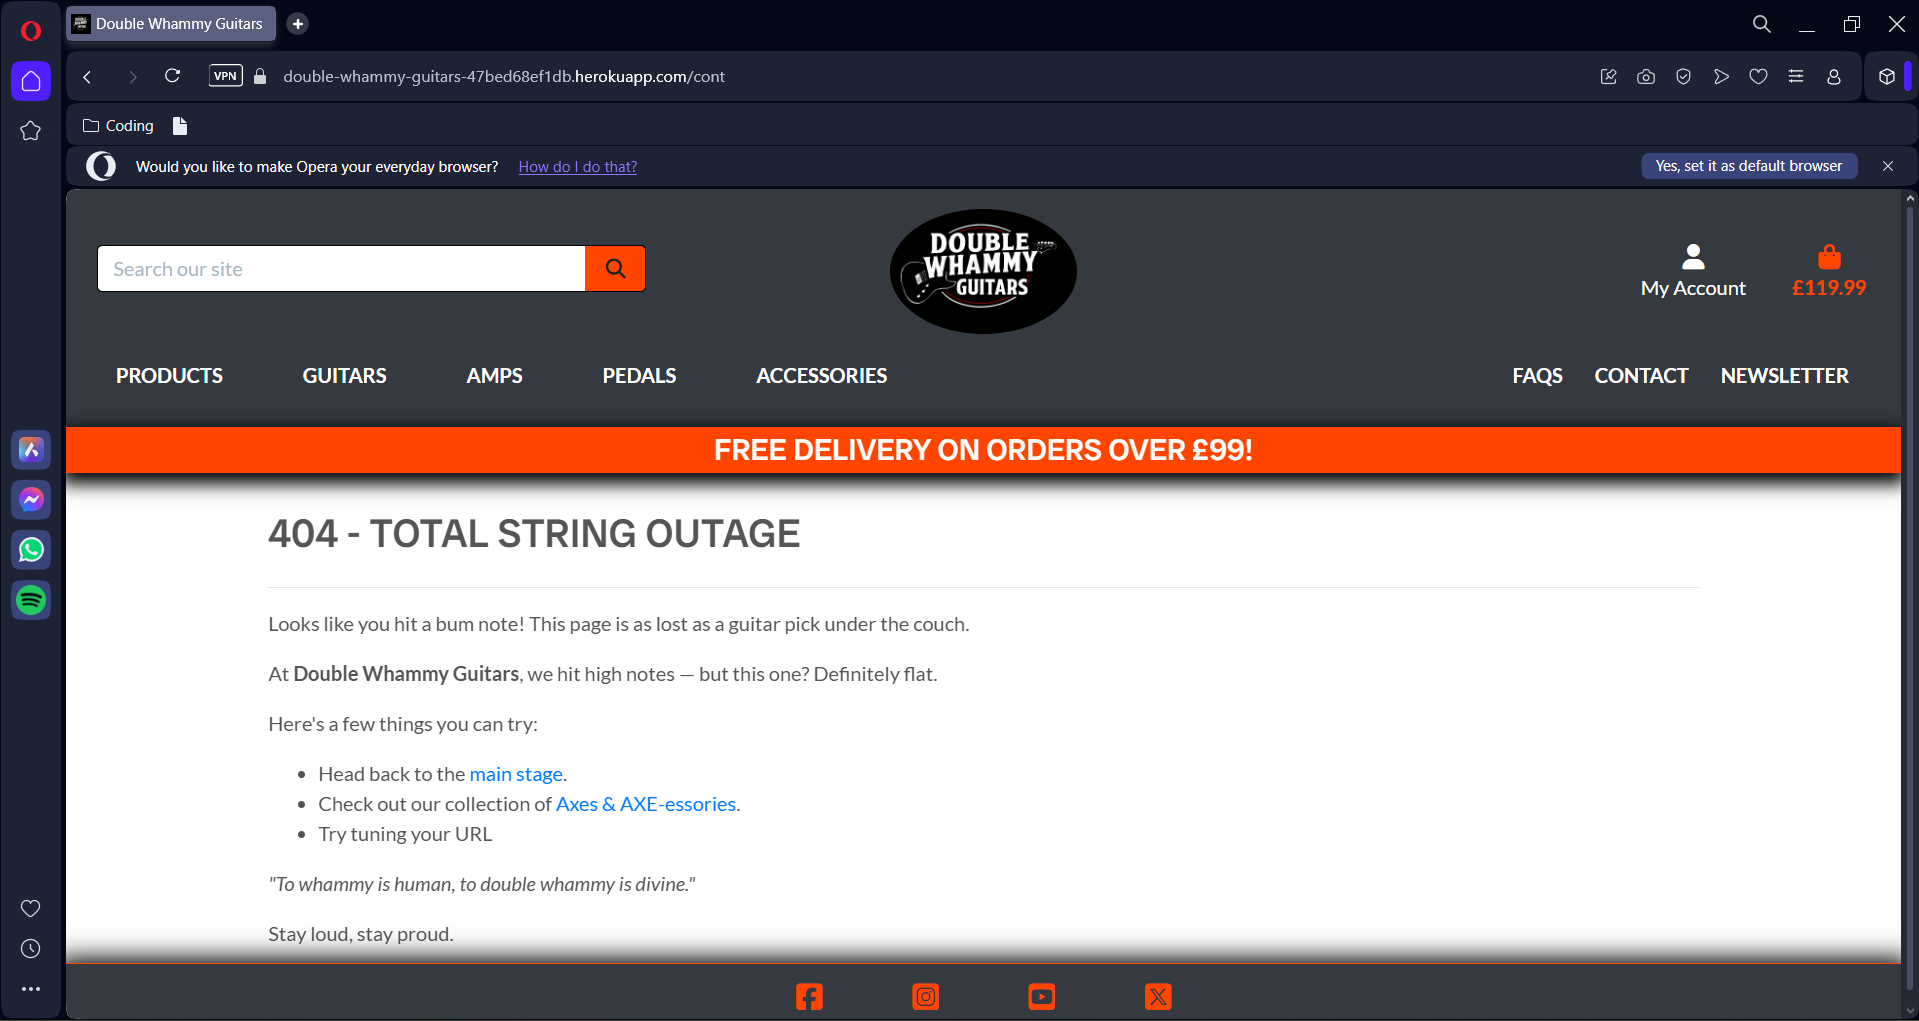 Double Whammy Guitars
VPN
double-whammy-guitars-47bed68ef1db.herokuapp.com/cont
Coding
Would you like to make Opera your everyday browser? How do I do that?
Yes, set it as default browser
Search our site
DOUBLE
WHAMMY
GUITARS
My Account
£119.99
PRODUCTS
GUITARS
AMPS
PEDALS
ACCESSORIES
FAQS
CONTACT
NEWSLETTER
FREE DELIVERY ON ORDERS OVER £99!
404 - TOTAL STRING OUTAGE
Looks like you hit a bum note! This page is as lost as a guitar pick under the couch.
At Double Whammy Guitars, we hit high notes — but this one? Definitely flat.
Here's a few things you can try:
Head back to the main stage.
Check out our collection of Axes & AXE-essories.
Try tuning your URL
"To whammy is human, to double whammy is divine."
Stay loud, stay proud.